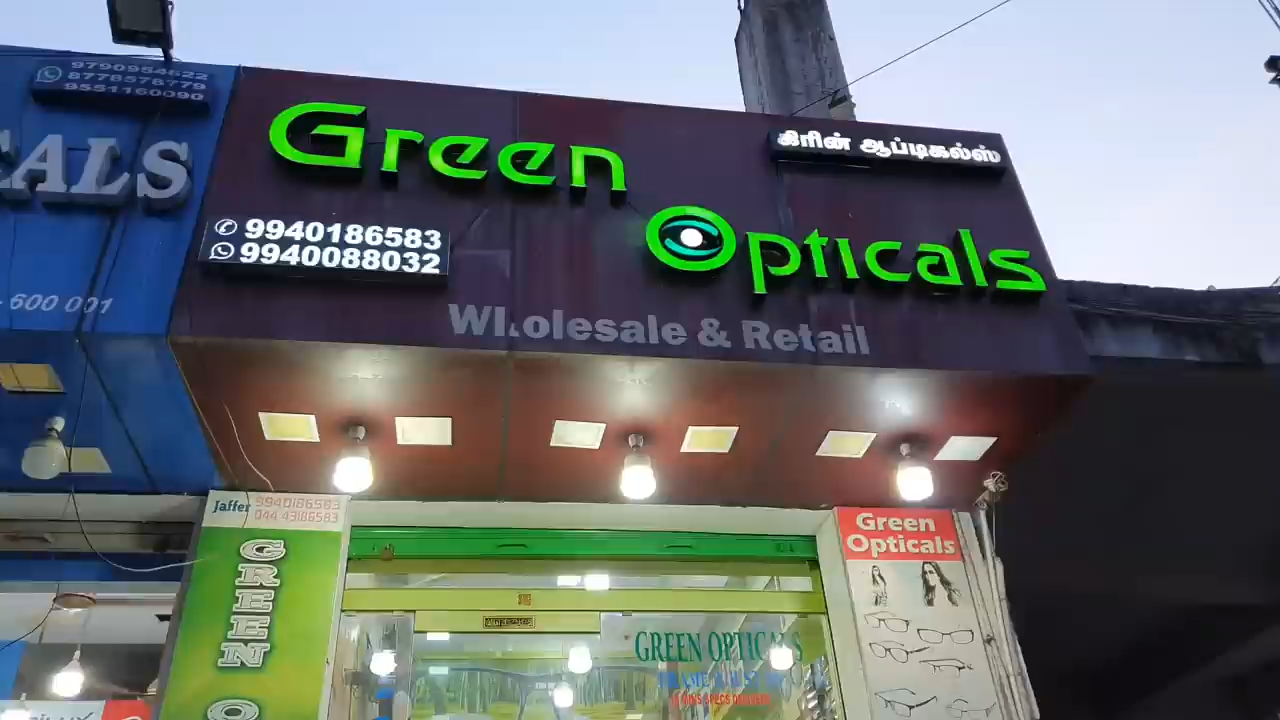 9790954622
8778578779
9551160090
CALS
- 600 001
Green
Opticals
கிரின் ஆப்டிகல்ஸ்
9940186583
9940088032
Wholesale & Retail
Jaffer 9940186583
044 43186583
GREEN
Green
Opticals
GREEN OPTICALS